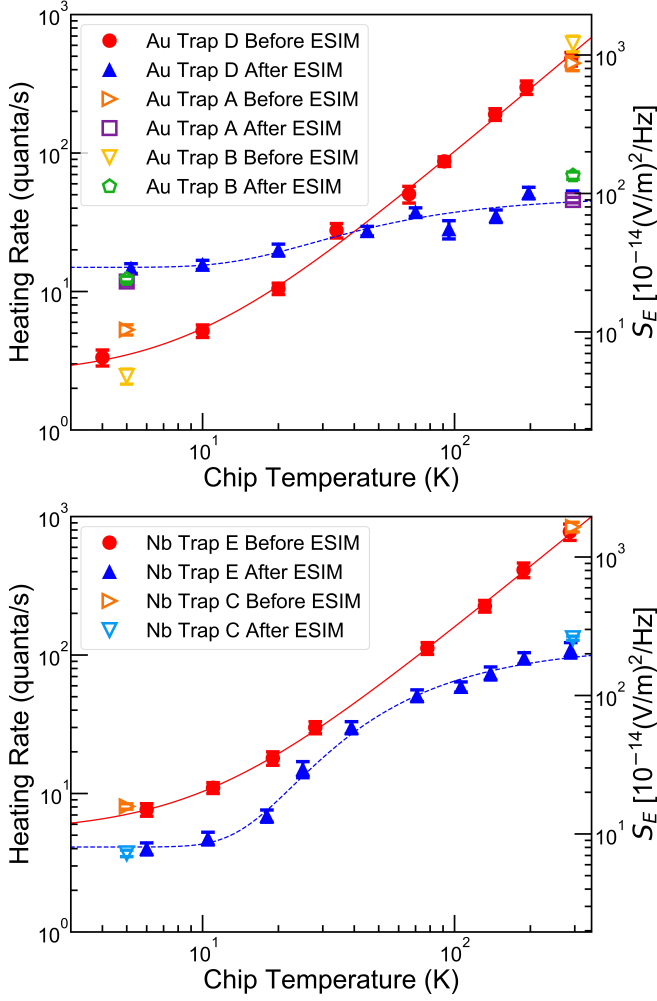 Au Trap D Before ESIM
Au Trap D After ESIM
Au Trap A Before ESIM
Au Trap A After ESIM
Au Trap B Before ESIM
Au Trap B After ESIM
Heating Rate (quanta/s)
10³
10²
10¹
10⁰
10¹
10²
Chip Temperature (K)
10³
10²
10¹
S_E [10⁻¹⁴(V/m)²/Hz]
Nb Trap E Before ESIM
Nb Trap E After ESIM
Nb Trap C Before ESIM
Nb Trap C After ESIM
Heating Rate (quanta/s)
10³
10²
10¹
10⁰
10¹
10²
Chip Temperature (K)
10³
10²
10¹
S_E [10⁻¹⁴(V/m)²/Hz]